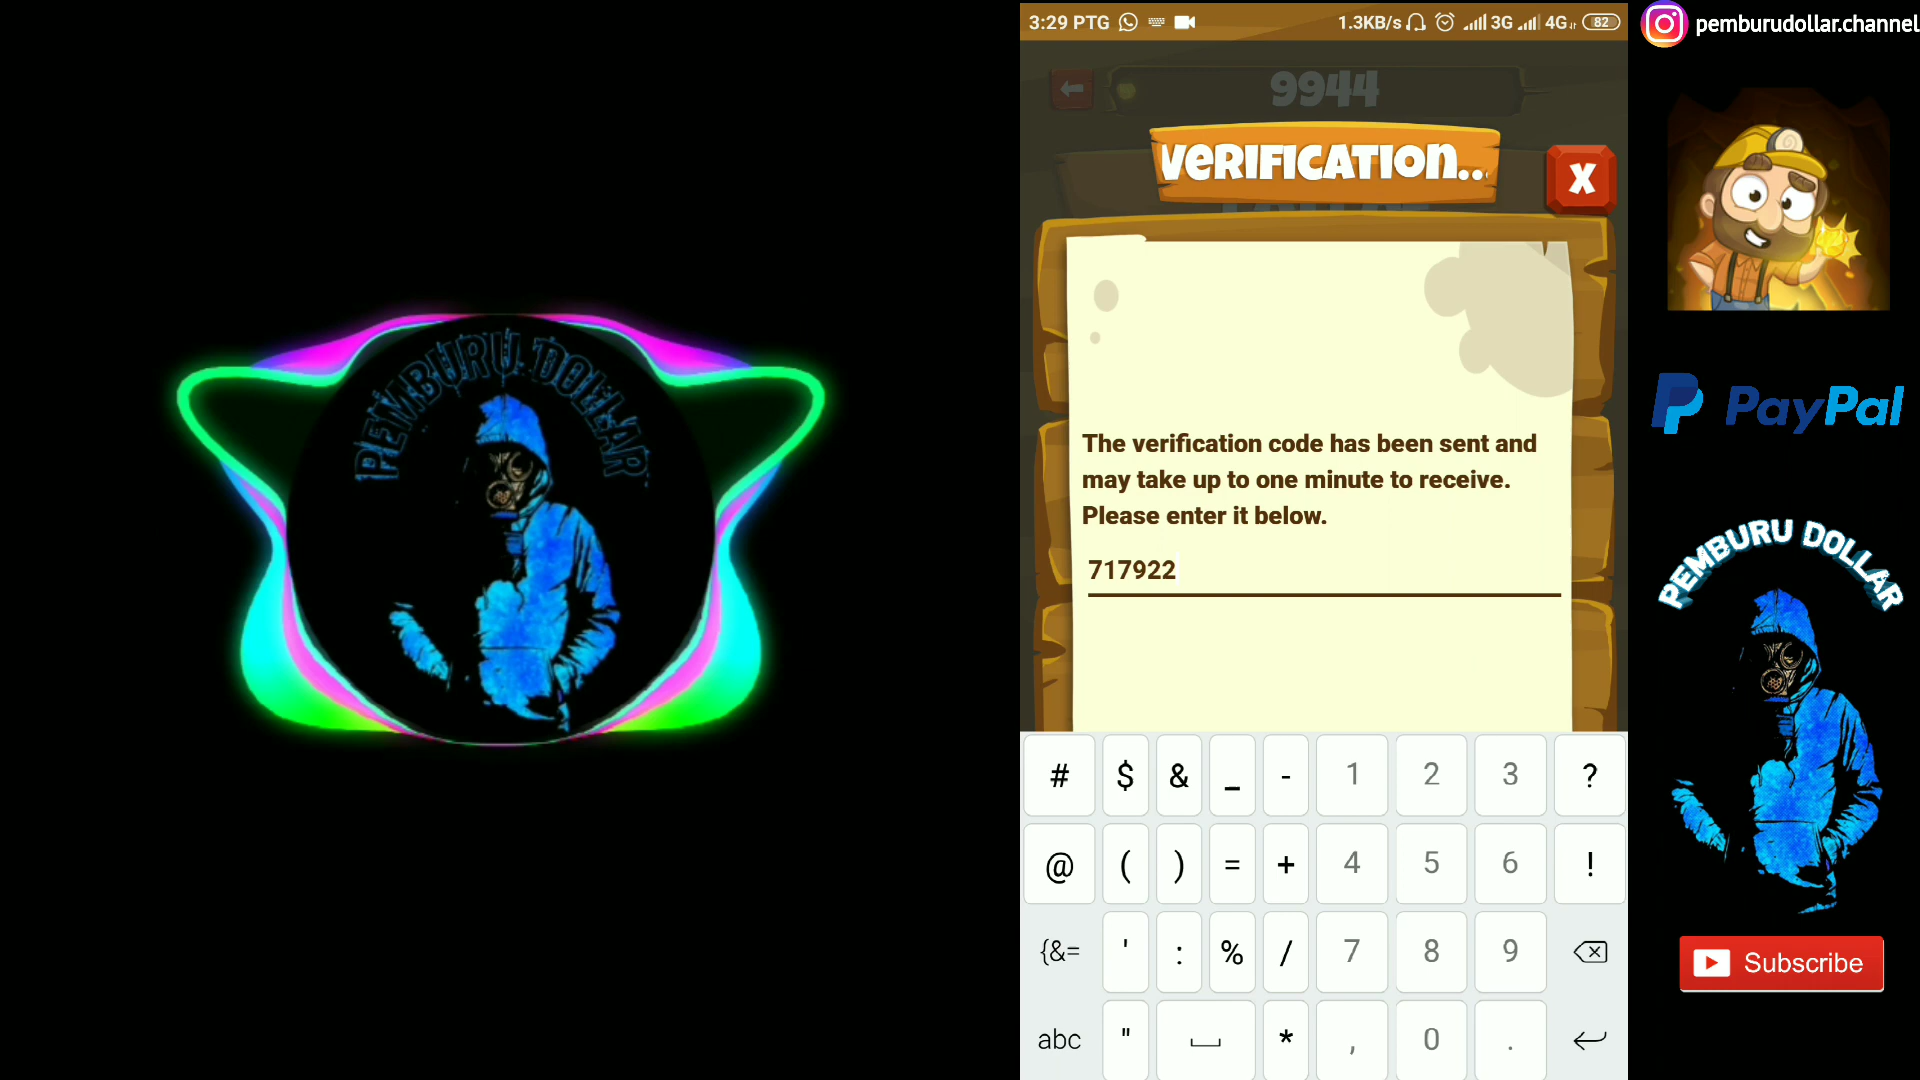 PEMBURU DOLLAR
3:29 PTG
1.3KB/s 3G 4G 82
9944
VERIFICATION...
X
The verification code has been sent and
may take up to one minute to receive.
Please enter it below.
717922
# $ & _ - 1 2 3 ?
@ ( ) = + 4 5 6 !
{&= ' : % / 7 8 9
abc " * , 0 .
pemburudollar.channel
PayPal
PEMBURU DOLLAR
Subscribe